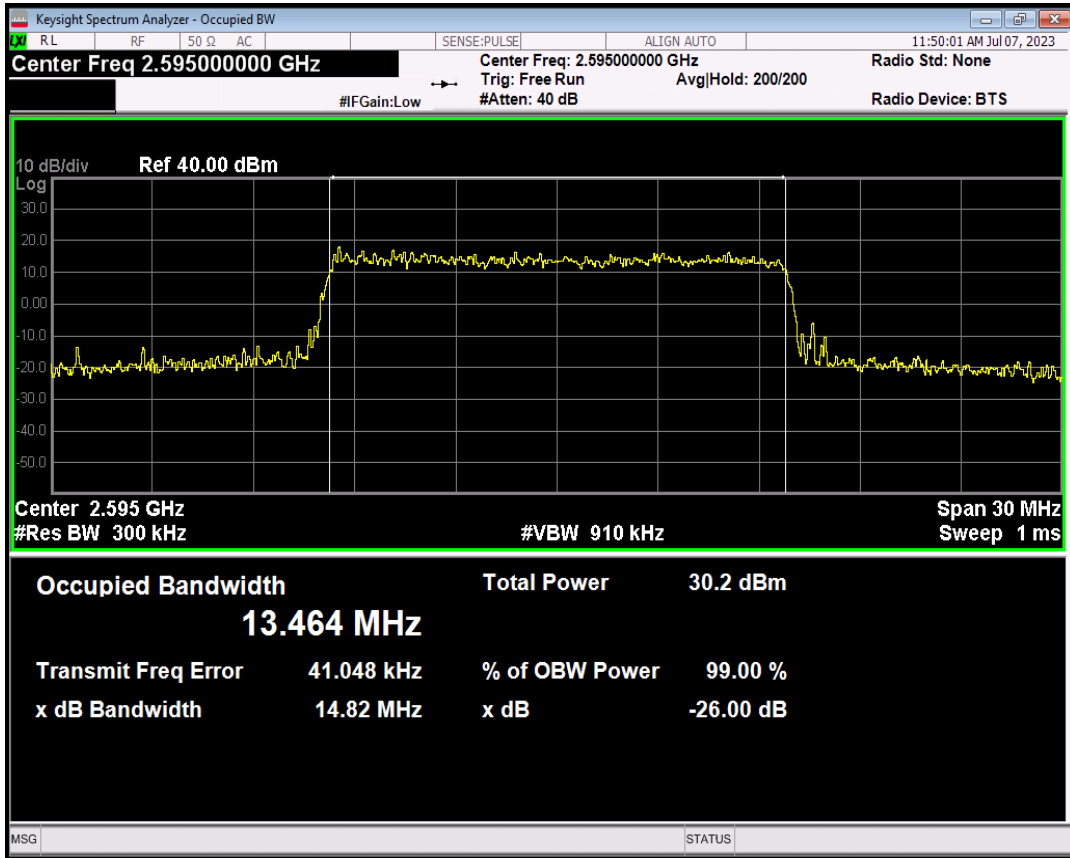 Keysight Spectrum Analyzer - Occupied BW
LXI RL RF 50 Ω AC SENSE:PULSE ALIGN AUTO 11:50:01 AM Jul 07, 2023
Center Freq 2.595000000 GHz Center Freq: 2.595000000 GHz Radio Std: None
Trig: Free Run Avg|Hold: 200/200
#IFGain:Low #Atten: 40 dB Radio Device: BTS
10 dB/div Ref 40.00 dBm
Log
30.0
20.0
10.0
0.00
-10.0
-20.0
-30.0
-40.0
-50.0
Center 2.595 GHz Span 30 MHz
#Res BW 300 kHz #VBW 910 kHz Sweep 1 ms
Occupied Bandwidth Total Power 30.2 dBm
13.464 MHz
Transmit Freq Error 41.048 kHz % of OBW Power 99.00 %
x dB Bandwidth 14.82 MHz x dB -26.00 dB
MSG STATUS